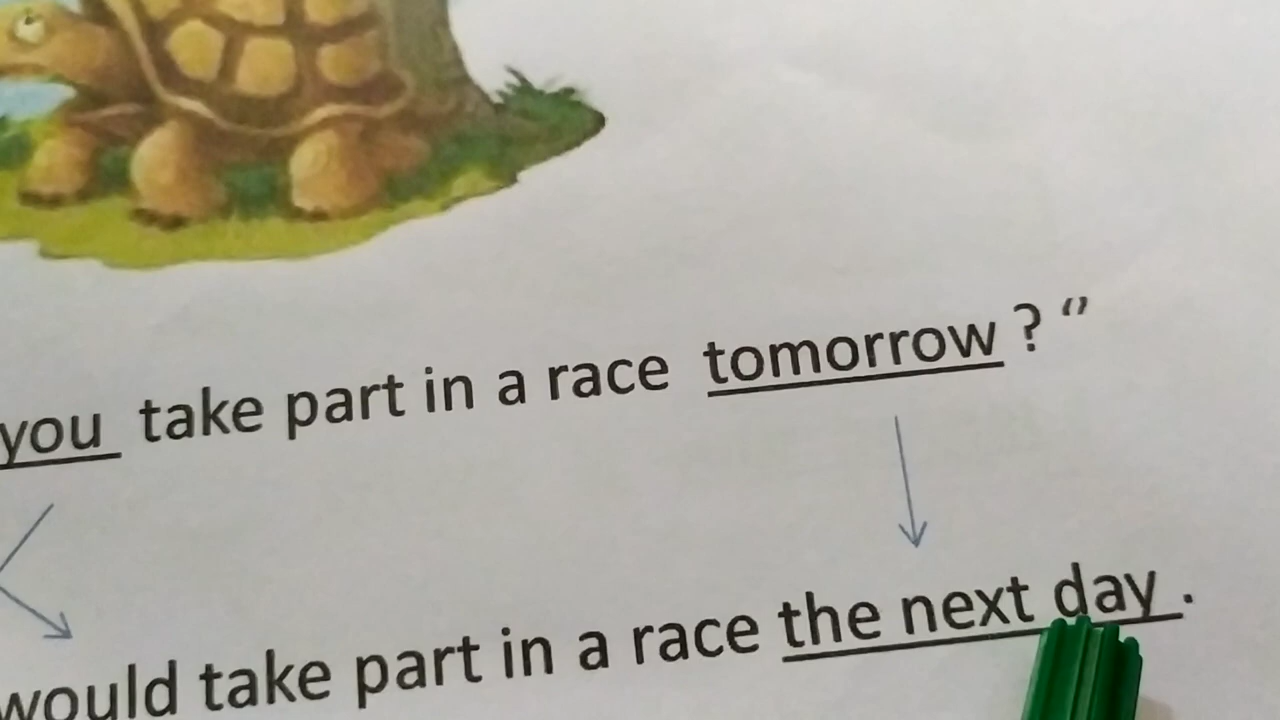 you take part in a race tomorrow ? "
would take part in a race the next day .